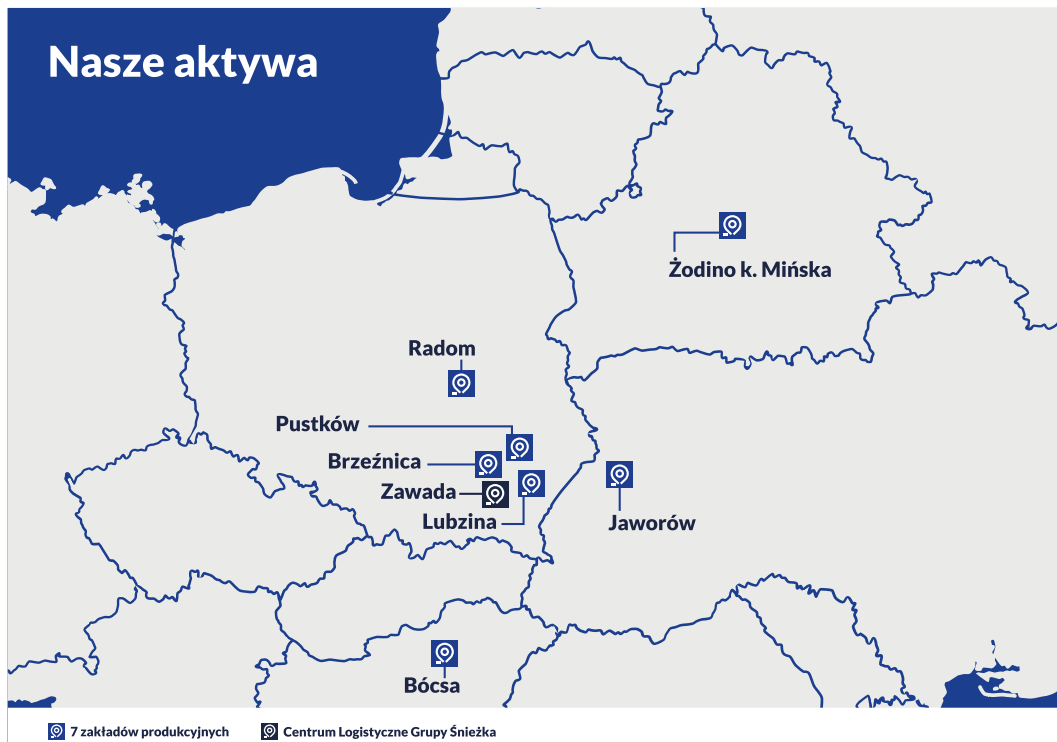 Nasze aktywa
Żodino k. Mińska
Radom
Pustków
Brzeźnica
Zawada
Lubzina
Jaworów
Bócsa
7 zakładów produkcyjnych
Centrum Logistyczne Grupy Śnieżka